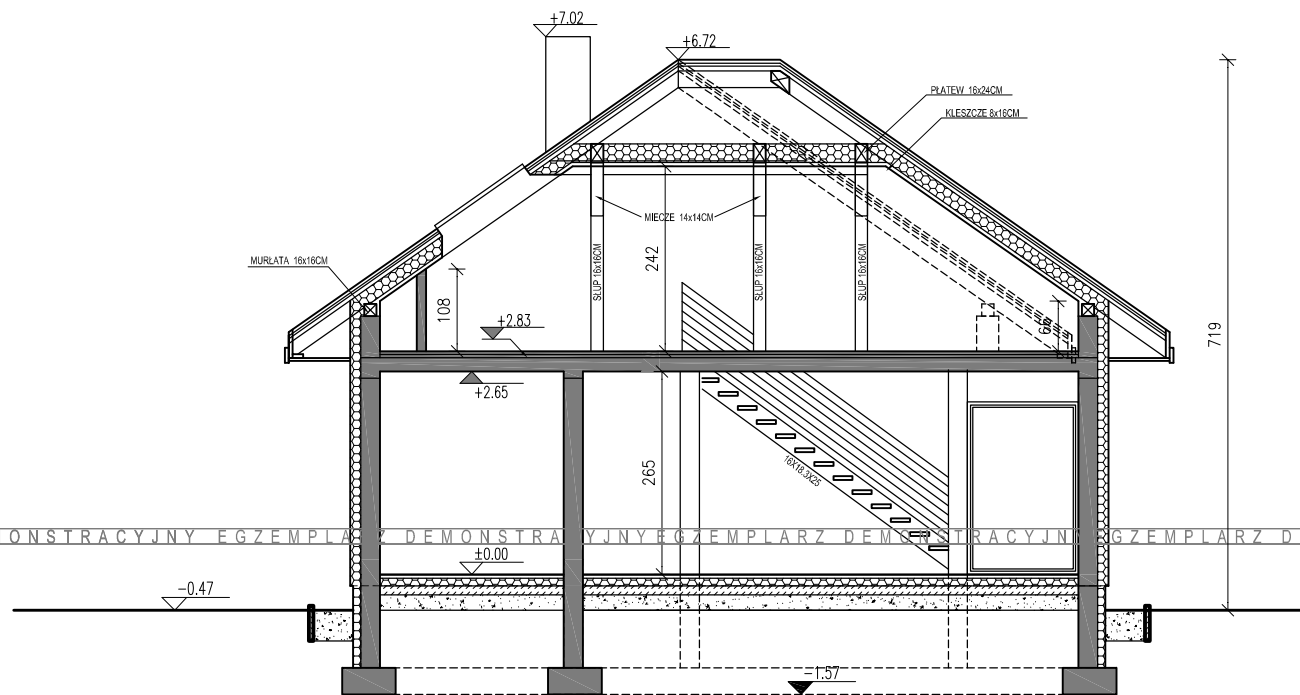 +7.02
+6.72
PŁATEW 16x24CM
KLESZCZE 8x16CM
MIECZE 14x14CM
MURŁATA 16x16CM
SŁUP 16x16CM
SŁUP 16x16CM
SŁUP 16x16CM
242
108
+2.83
719
+2.65
265
16X18.3X25
ONSTRACYJNY EGZEMPLARZ DEMONSTRACYJNY EGZEMPLARZ DEMONSTRACYJN EGZEMPLARZ D
±0.00
-0.47
-1.57